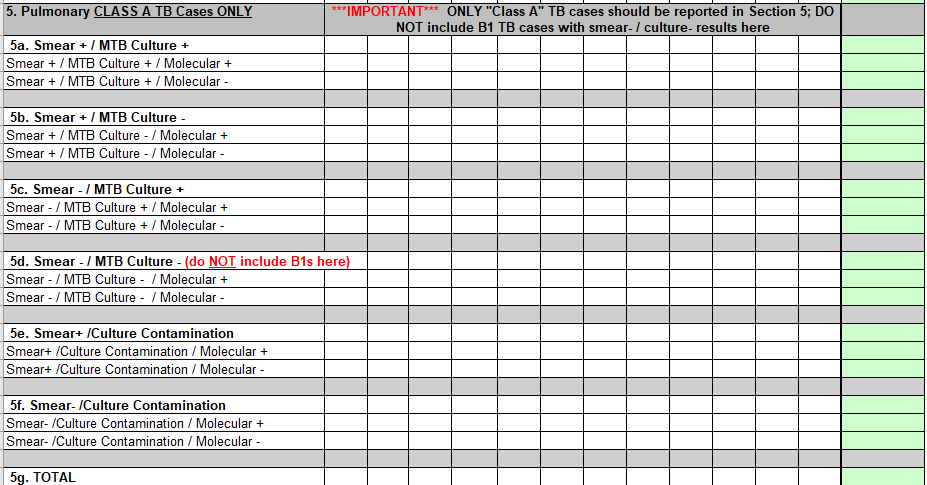 5. Pulmonary CLASS A TB Cases ONLY
***IMPORTANT*** ONLY "Class A" TB cases should be reported in Section 5; DO
NOT include B1 TB cases with smear- / culture- results here
5a. Smear + / MTB Culture +
Smear + / MTB Culture + / Molecular +
Smear + / MTB Culture + / Molecular -
5b. Smear + / MTB Culture -
Smear + / MTB Culture - / Molecular +
Smear + / MTB Culture - / Molecular -
5c. Smear - / MTB Culture +
Smear - / MTB Culture + / Molecular +
Smear - / MTB Culture + / Molecular -
5d. Smear - / MTB Culture - (do NOT include B1s here)
Smear - / MTB Culture - / Molecular +
Smear - / MTB Culture - / Molecular -
5e. Smear+ /Culture Contamination
Smear+ /Culture Contamination / Molecular +
Smear+ /Culture Contamination / Molecular -
5f. Smear- /Culture Contamination
Smear- /Culture Contamination / Molecular +
Smear- /Culture Contamination / Molecular -
5g. TOTAL